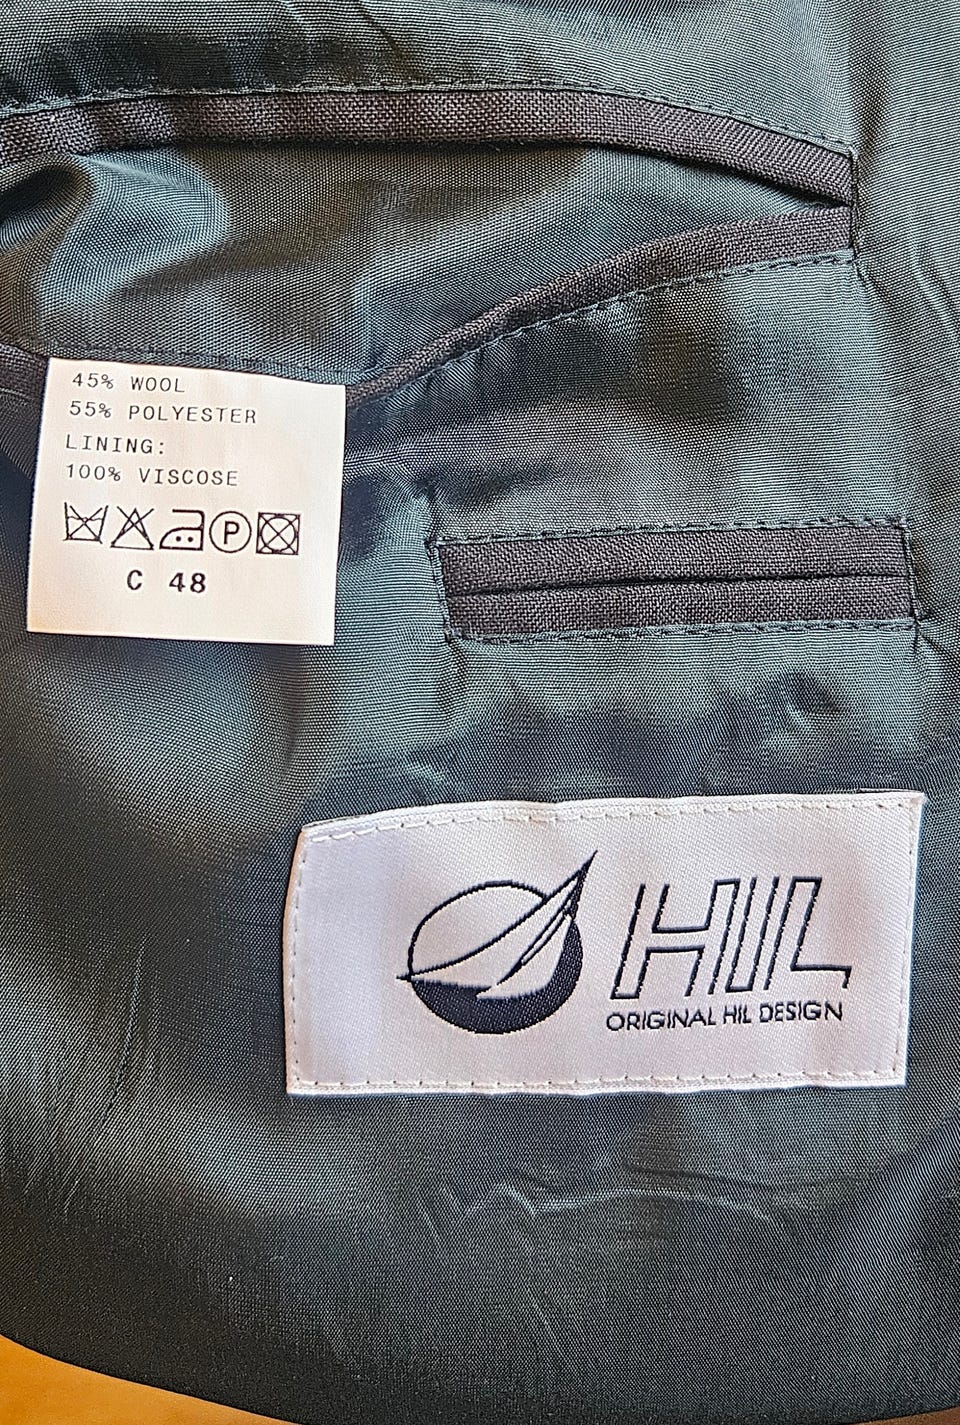 45% WOOL
55% POLYESTER
LINING:
100% VISCOSE
P
C 48
HIL
ORIGINAL HIL DESIGN